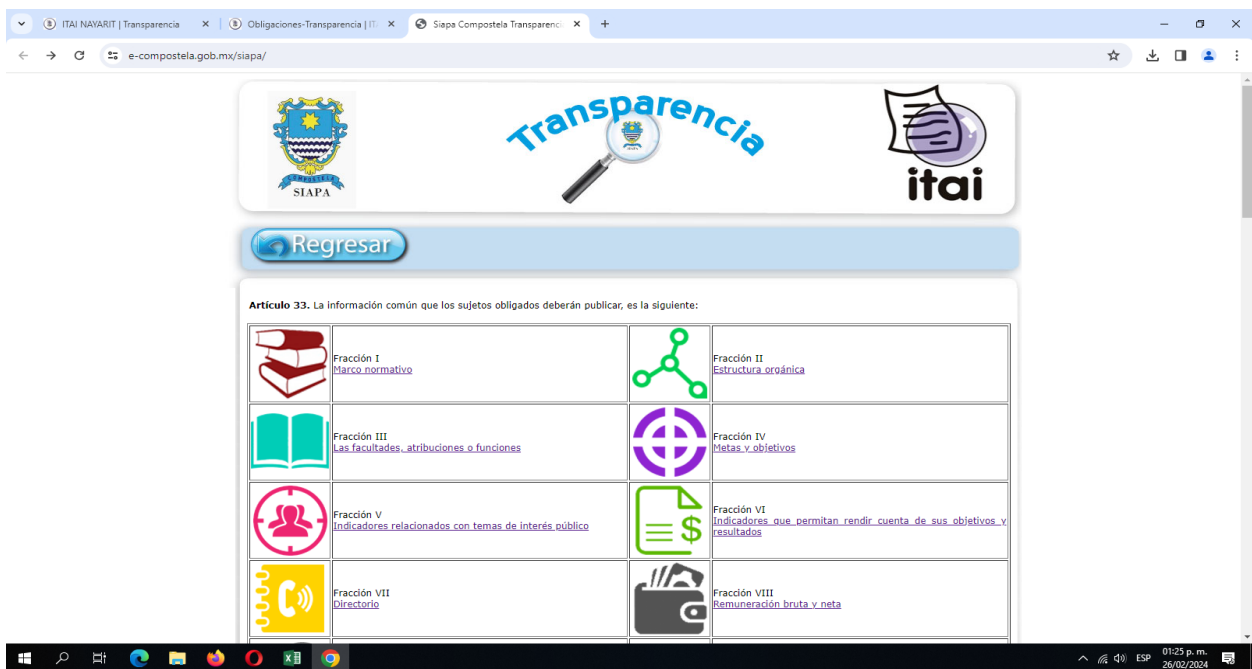 ITAI NAYARIT | Transparencia
Obligaciones-Transparencia | IT
Siapa Compostela Transparenci
e-compostela.gob.mx/siapa/
COMPOSTELA
SIAPA
Transparencia
itai
Regresar
Artículo 33. La información común que los sujetos obligados deberán publicar, es la siguiente:
Fracción I
Marco normativo
Fracción II
Estructura orgánica
Fracción III
Las facultades, atribuciones o funciones
Fracción IV
Metas y objetivos
Fracción V
Indicadores relacionados con temas de interés público
Fracción VI
Indicadores que permitan rendir cuenta de sus objetivos y
resultados
Fracción VII
Directorio
Fracción VIII
Remuneración bruta y neta
ESP
01:25 p. m.
26/02/2024